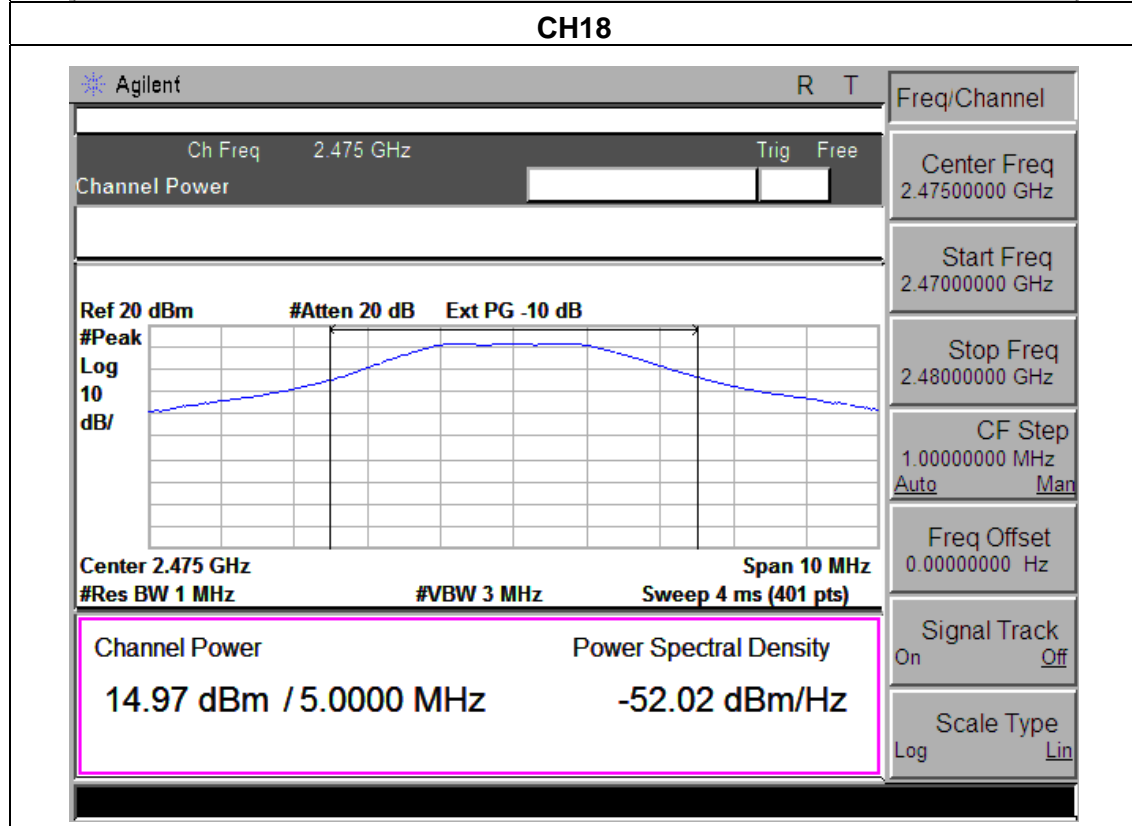 CH18
Agilent R T
Ch Freq 2.475 GHz Trig Free
Channel Power
Ref 20 dBm #Atten 20 dB Ext PG -10 dB
#Peak
Log
10
dB/
Center 2.475 GHz Span 10 MHz
#Res BW 1 MHz #VBW 3 MHz Sweep 4 ms (401 pts)
Channel Power Power Spectral Density
14.97 dBm / 5.0000 MHz -52.02 dBm/Hz
Freq/Channel
Center Freq
2.47500000 GHz
Start Freq
2.47000000 GHz
Stop Freq
2.48000000 GHz
CF Step
1.00000000 MHz
Auto Man
Freq Offset
0.00000000 Hz
Signal Track
On Off
Scale Type
Log Lin